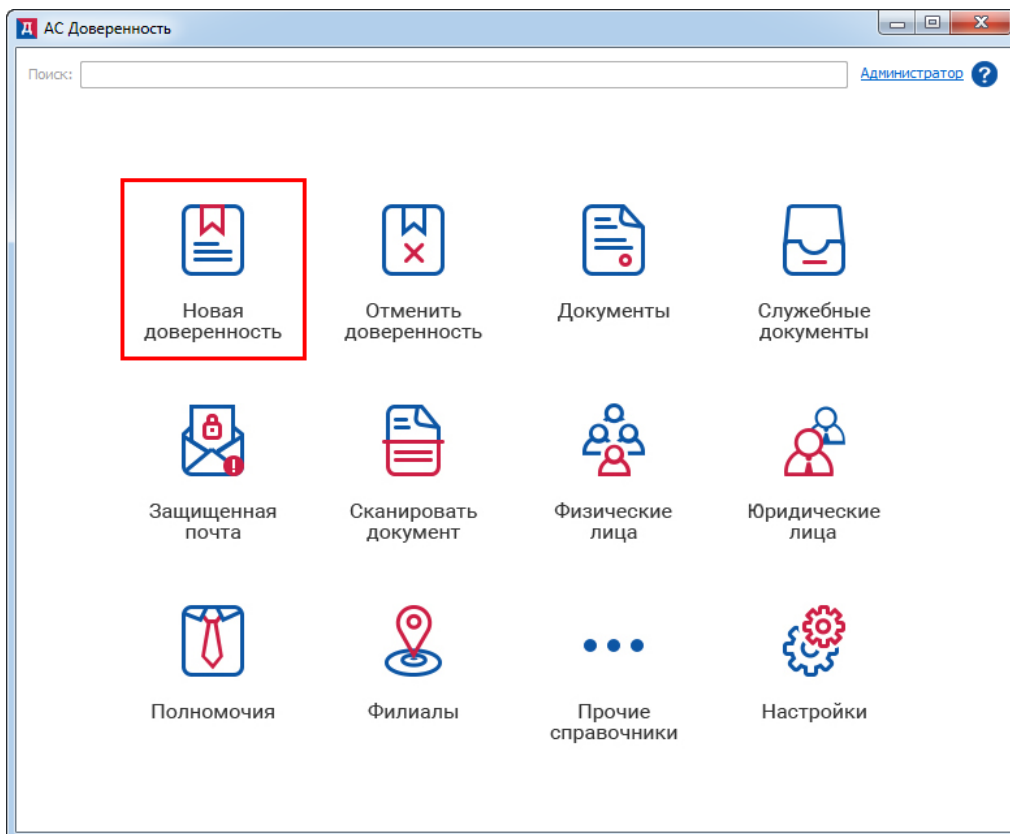 Д АС Доверенность
Поиск:
Администратор ?
Новая
доверенность
Отменить
доверенность
Документы
Служебные
документы
Защищенная
почта
Сканировать
документ
Физические
лица
Юридические
лица
Полномочия
Филиалы
Прочие
справочники
Настройки